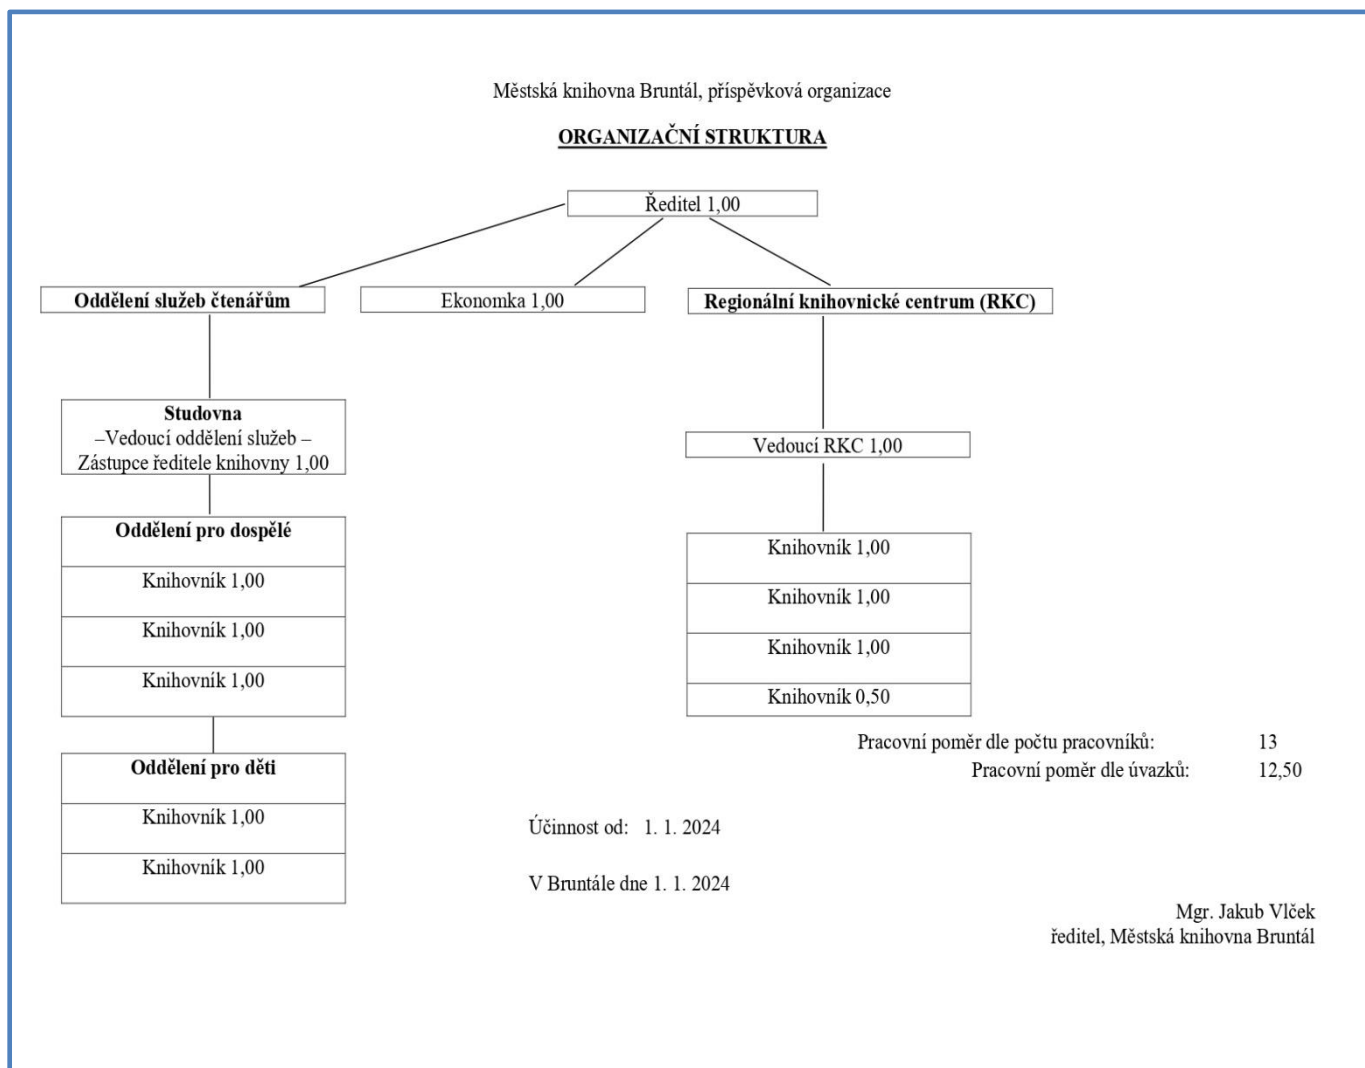 Městská knihovna Bruntál, příspěvková organizace
ORGANIZAČNÍ STRUKTURA
Ředitel 1,00
Oddělení služeb čtenářům
Ekonomka 1,00
Regionální knihovnické centrum (RKC)
Studovna
–Vedoucí oddělení služeb –
Zástupce ředitele knihovny 1,00
Oddělení pro dospělé
Knihovník 1,00
Knihovník 1,00
Knihovník 1,00
Oddělení pro děti
Knihovník 1,00
Knihovník 1,00
Vedoucí RKC 1,00
Knihovník 1,00
Knihovník 1,00
Knihovník 1,00
Knihovník 0,50
Pracovní poměr dle počtu pracovníků: 13
Pracovní poměr dle úvazků: 12,50
Účinnost od: 1. 1. 2024
V Bruntále dne 1. 1. 2024
Mgr. Jakub Vlček
ředitel, Městská knihovna Bruntál